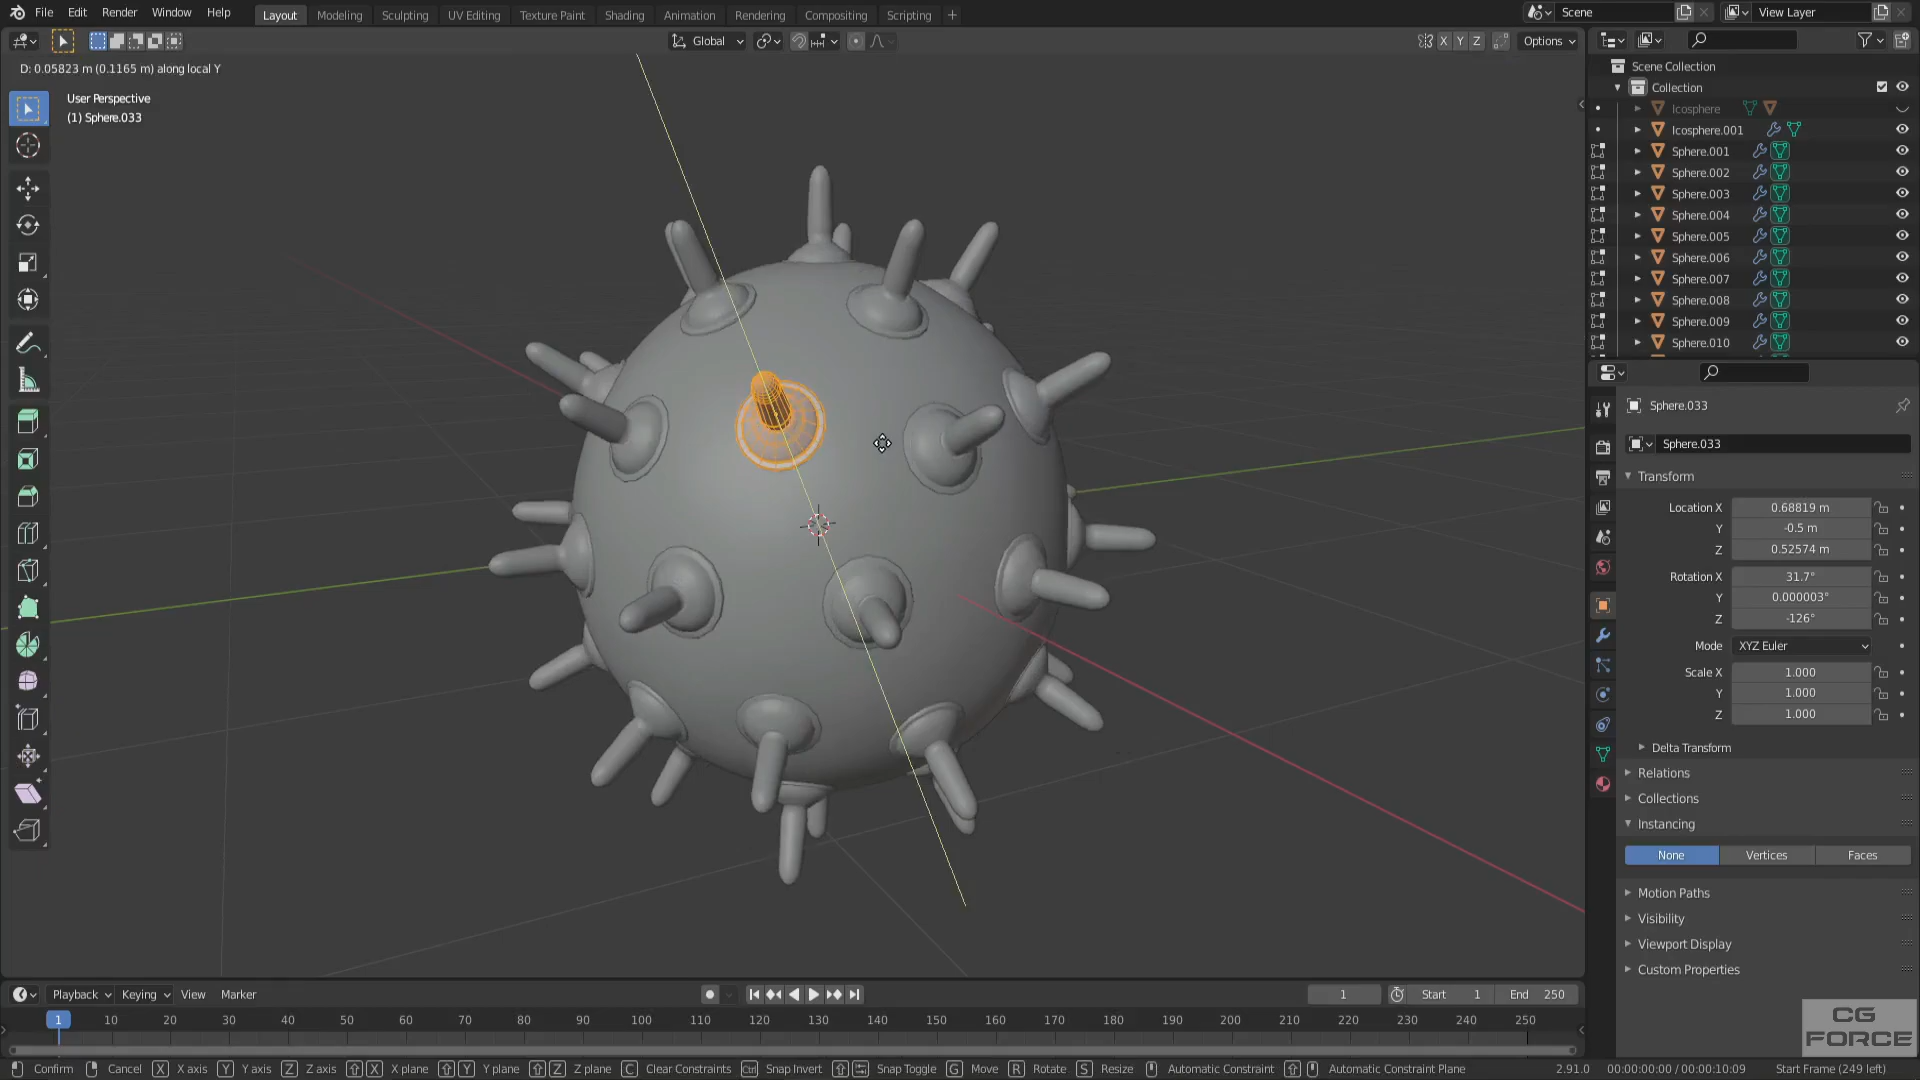 File Edit Render Window Help Layout Modeling Sculpting UV Editing Texture Paint Shading Animation Rendering Compositing Scripting + Scene View Layer
Global X Y Z Options
D: 0.05823 m (0.1165 m) along local Y
User Perspective
(1) Sphere.033
Scene Collection
Collection
Icosphere
Icosphere.001
Sphere.001
Sphere.002
Sphere.003
Sphere.004
Sphere.005
Sphere.006
Sphere.007
Sphere.008
Sphere.009
Sphere.010
Sphere.033
Sphere.033
Transform
Location X 0.68819 m
Y -0.5 m
Z 0.52574 m
Rotation X 31.7°
Y 0.000003°
Z -126°
Mode XYZ Euler
Scale X 1.000
Y 1.000
Z 1.000
Delta Transform
Relations
Collections
Instancing
None Vertices Faces
Motion Paths
Visibility
Viewport Display
Custom Properties
Playback Keying View Marker 1 Start 1 End 250
1 10 20 30 40 50 60 70 80 90 100 110 120 130 140 150 160 170 180 190 200 210 220 230 240 250
CG
FORCE
Confirm Cancel X X axis Y Y axis Z Z axis X X plane Y Y plane Z Z plane C Clear Constraints Ctrl Snap Invert Snap Toggle G Move R Rotate S Resize Automatic Constraint Automatic Constraint Plane 2.91.0 00:00:00:00 / 00:00:10:09 Start Frame (249 left)